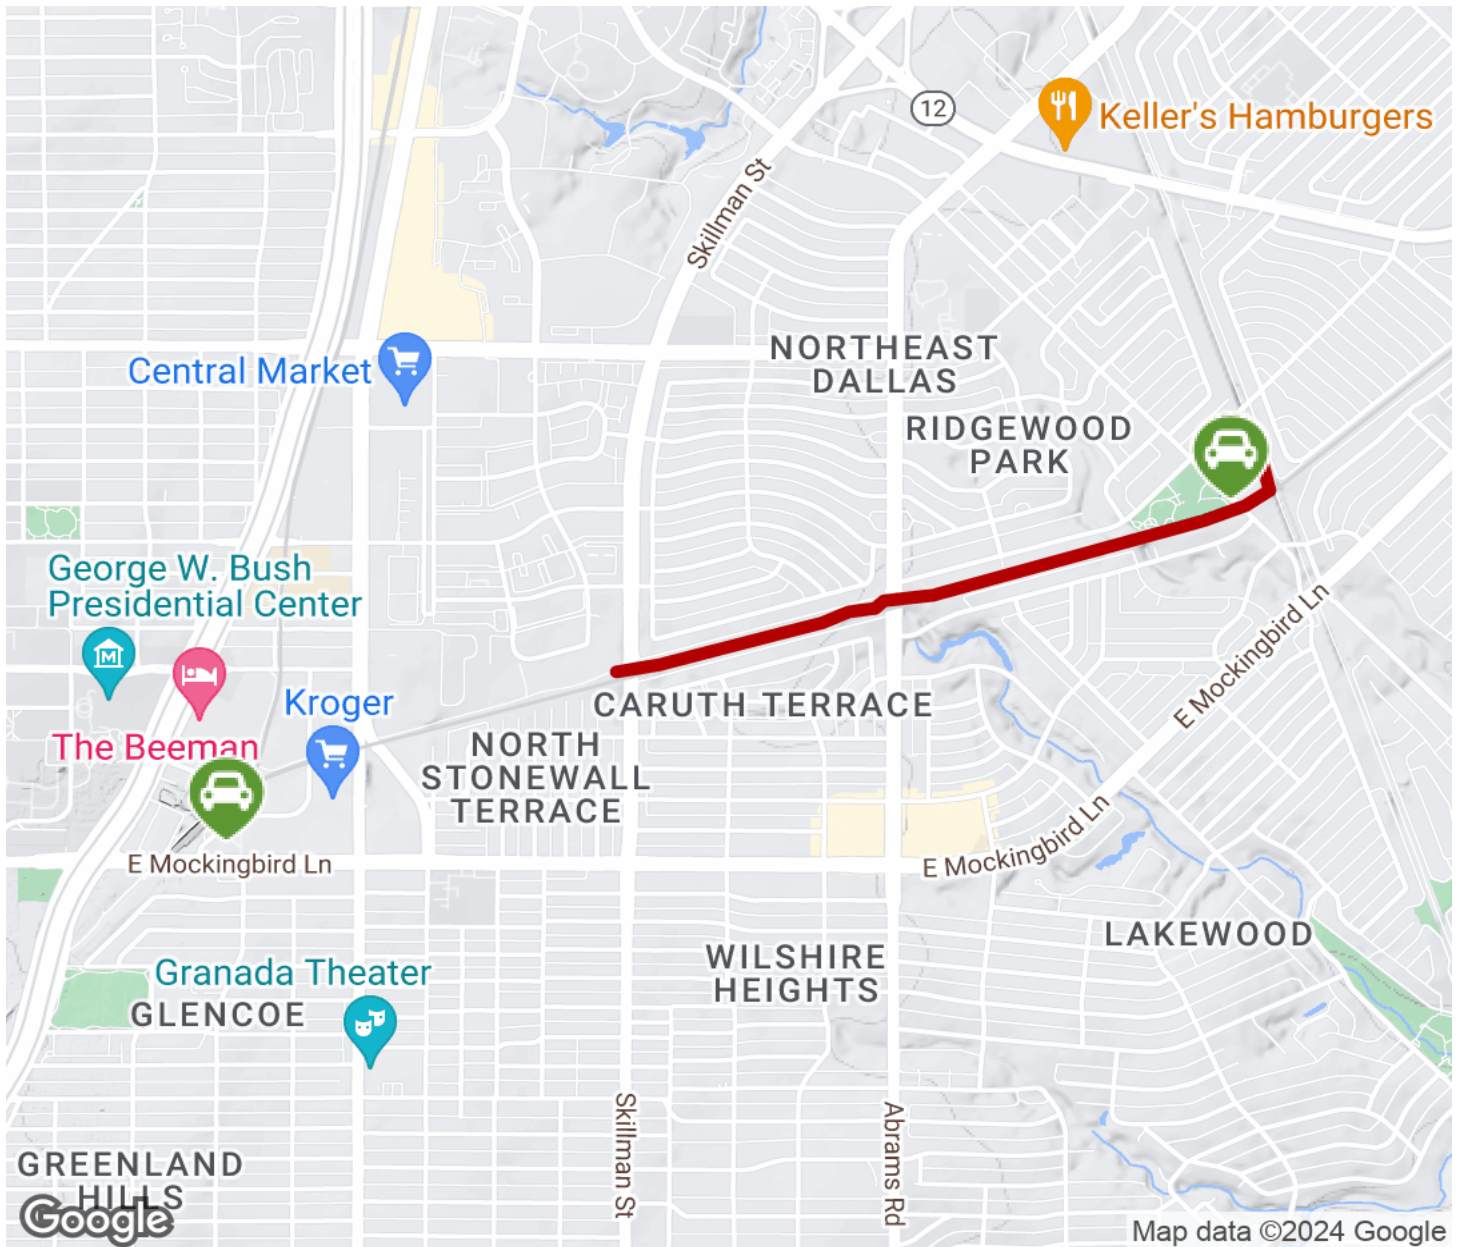 12
Keller's Hamburgers
Skillman St
NORTHEAST
DALLAS
Central Market
RIDGEWOOD
PARK
George W. Bush
Presidential Center
E Mockingbird Ln
Kroger
CARUTH TERRACE
The Beeman
NORTH
STONEWALL
TERRACE
E Mockingbird Ln
E Mockingbird Ln
LAKEWOOD
WILSHIRE
HEIGHTS
Granada Theater
GLENCOE
Skillman St
Abrams Rd
GREENLAND
HILLS
Google
Map data ©2024 Google